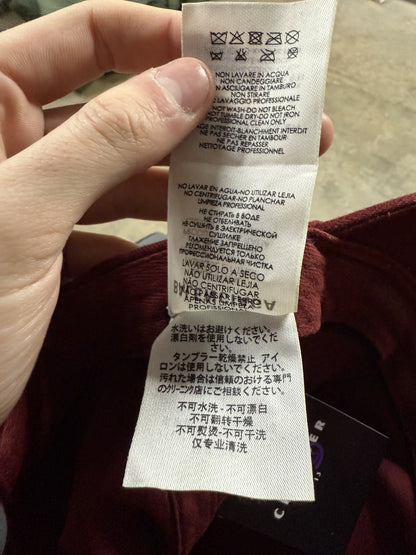 NON LAVARE IN ACQUA
NON CANDEGGIARE
N ASCIUGARE IN TAMBURO
NON STIRARE
LAVAGGIO PROFESSIONALE
NOT WASH-DO NOT BLEACH
NOT TUMBLE DRY-DO NOT IRON
PROFESSIONAL CLEAN ONLY
AGE INTERDIT-BLANCHIMENT INTERDIT
NE PAS SECHER EN TAMBOUR
NE PAS REPASSER
NETTOYAGE PROFESSIONNEL
NO LAVAR EN AGUA-NO UTILIZAR LEJIA
NO CENTRIFUGAR-NO PLANCHAR
LIMPIEZA PROFESIONAL
НЕ СТИРАТЬ В ВОДЕ
НЕ ОТБЕЛИВАТЬ
НЕ СУШИТЬ В ЭЛЕКТРИЧЕСКОЙ
СУШИЛКЕ
ГЛАЖЕНИЕ ЗАПРЕЩЕНО
РЕКОМЕНДУЕТСЯ ТОЛЬКО
ПРОФЕССИОНАЛЬНАЯ ЧИСТКА
LAVAR SOLO A SECO
NÃO UTILIZAR LEJIA
NÃO CENTRIFUGAR
水洗いはお避けください。
漂白剤を使用しないでくださ
い。
タンブラー乾燥禁止 アイ
ロンは使用しないでください。
汚れた場合は信頼のおける専門
のクリーニング店にご相談ください。
不可水洗 - 不可漂白
不可翻转干燥
不可熨烫 - 不可干洗
仅专业清洗